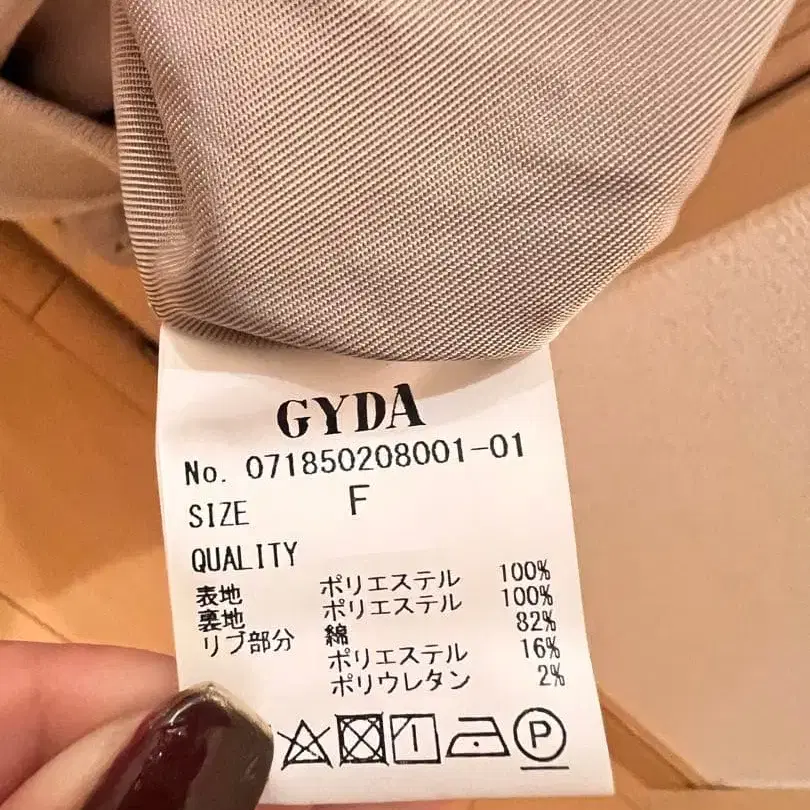 GYDA
No. 071850208001-01
SIZE F
QUALITY
表地 ポリエステル 100%
裏地 ポリエステル 100%
リブ部分 綿 82%
ポリエステル 16%
ポリウレタン 2%
P